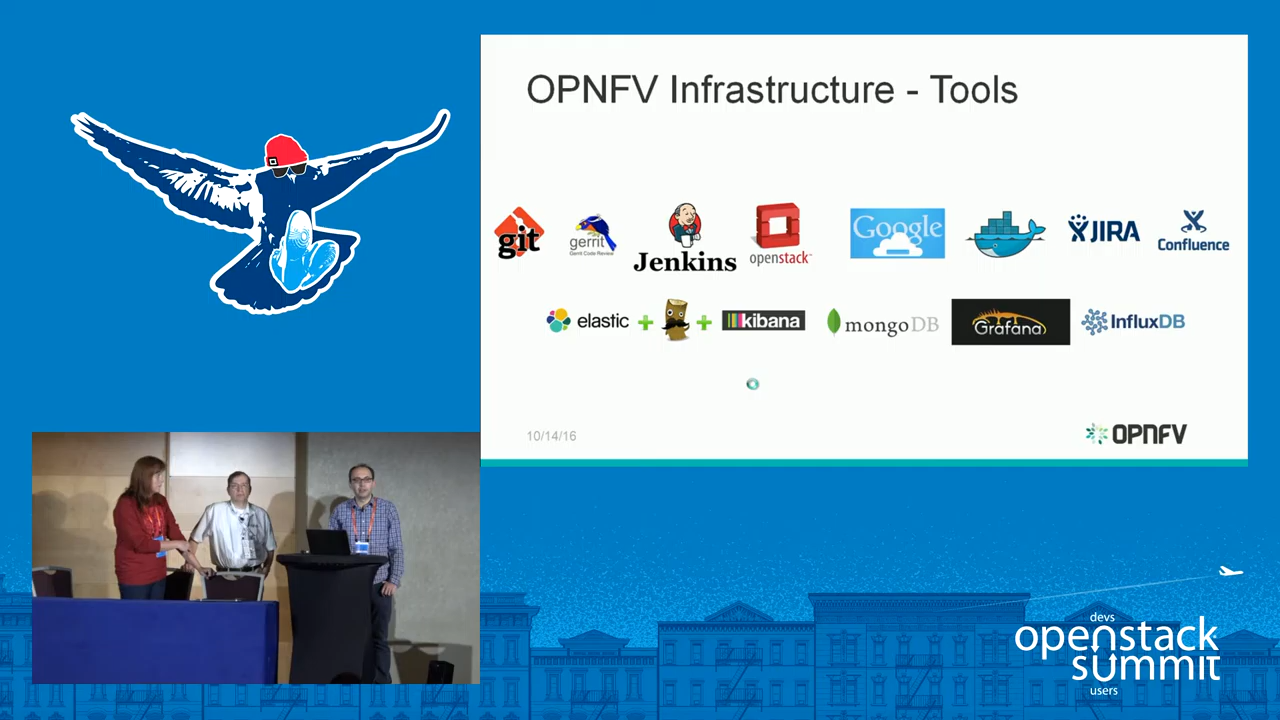 OPNFV Infrastructure - Tools
git
gerrit
Gerrit Code Review
Jenkins
openstack™
Google
JIRA
Confluence
elastic + + kibana
mongoDB
Grafana
InfluxDB
10/14/16
OPNFV
devs
openstack
summit
users